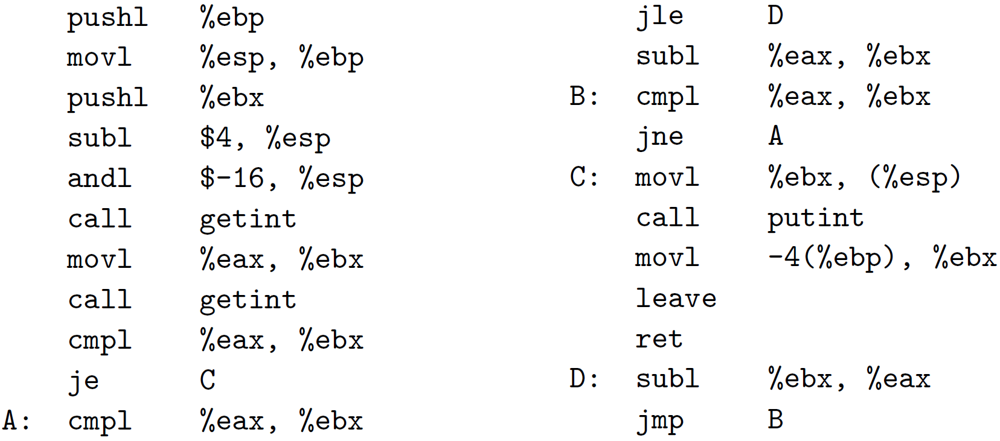 pushl %ebp
movl %esp, %ebp
pushl %ebx
subl $4, %esp
andl $-16, %esp
call getint
movl %eax, %ebx
call getint
cmpl %eax, %ebx
je C
A: cmpl %eax, %ebx
jle D
subl %eax, %ebx
B: cmpl %eax, %ebx
jne A
C: movl %ebx, (%esp)
call putint
movl -4(%ebp), %ebx
leave
ret
D: subl %ebx, %eax
jmp B